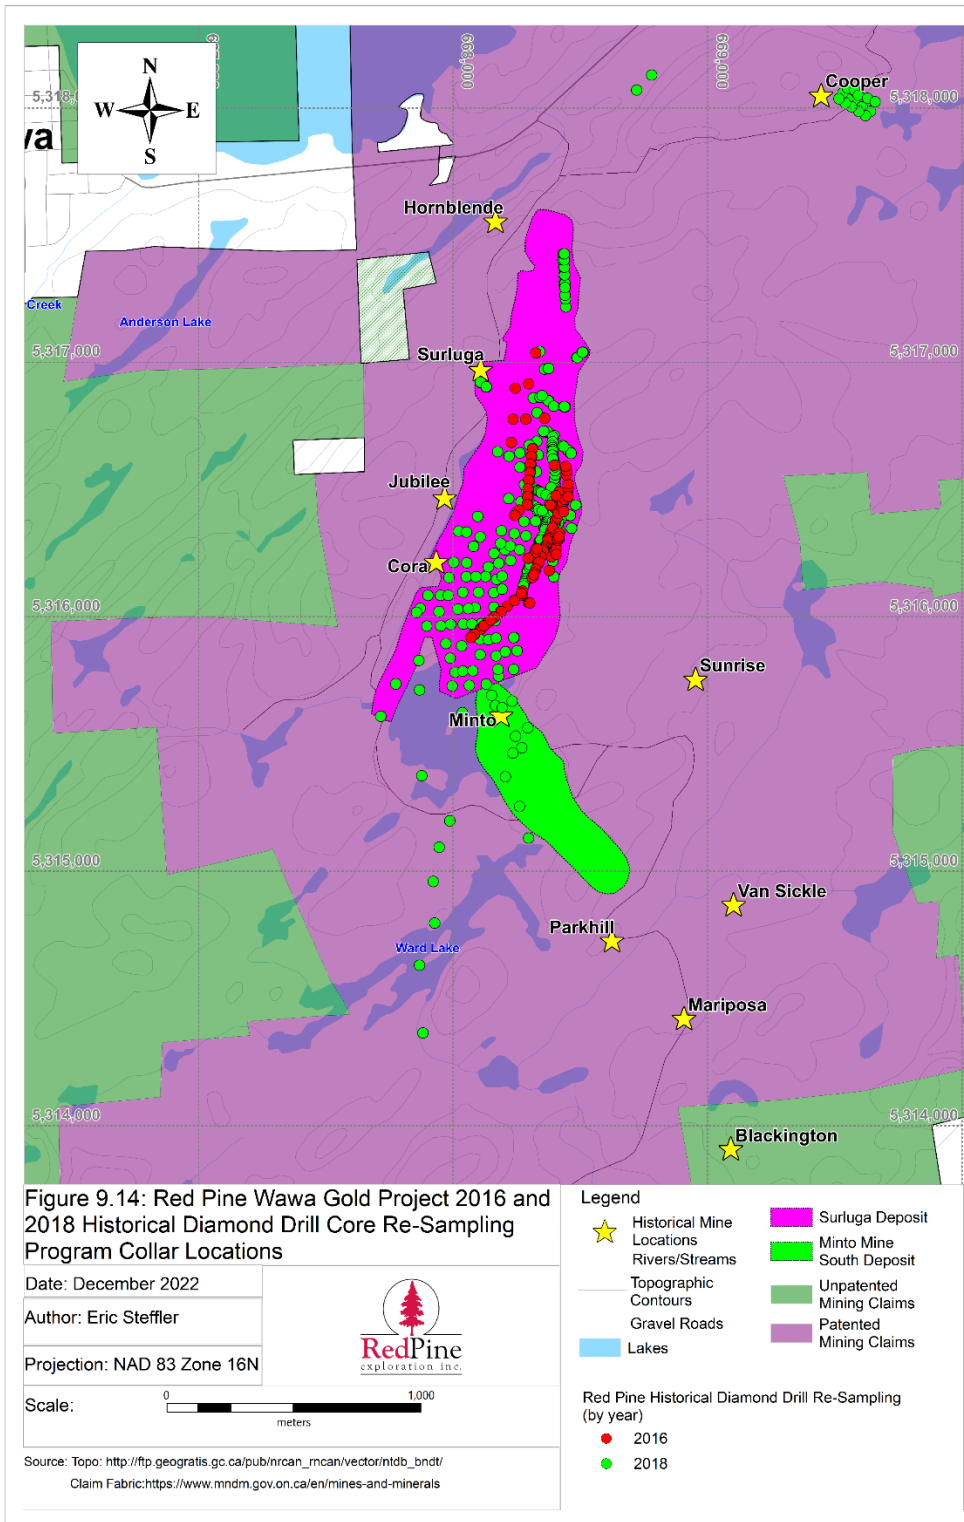 667,000
668,000
669,000
N
W E
S
5,318,0
5,318,000
va
Cooper
Hornblende
Creek
Anderson Lake
5,317,000
5,317,000
Surluga
Jubilee
Cora
5,316,000
5,316,000
Sunrise
Minto
5,315,000
5,315,000
Van Sickle
Parkhill
Ward Lake
Mariposa
5,314,000
5,314,000
Blackington
Figure 9.14: Red Pine Wawa Gold Project 2016 and
2018 Historical Diamond Drill Core Re-Sampling
Program Collar Locations
Date: December 2022
Author: Eric Steffler
Projection: NAD 83 Zone 16N
RedPine
exploration inc.
Scale:
0 1,000
meters
Source: Topo: http://ftp.geogratis.gc.ca/pub/nrcan_rncan/vector/ntdb_bndt/
Claim Fabric:https://www.mndm.gov.on.ca/en/mines-and-minerals
Legend
Historical Mine
Locations
Rivers/Streams
Topographic
Contours
Gravel Roads
Lakes
Surluga Deposit
Minto Mine
South Deposit
Unpatented
Mining Claims
Patented
Mining Claims
Red Pine Historical Diamond Drill Re-Sampling
(by year)
2016
2018